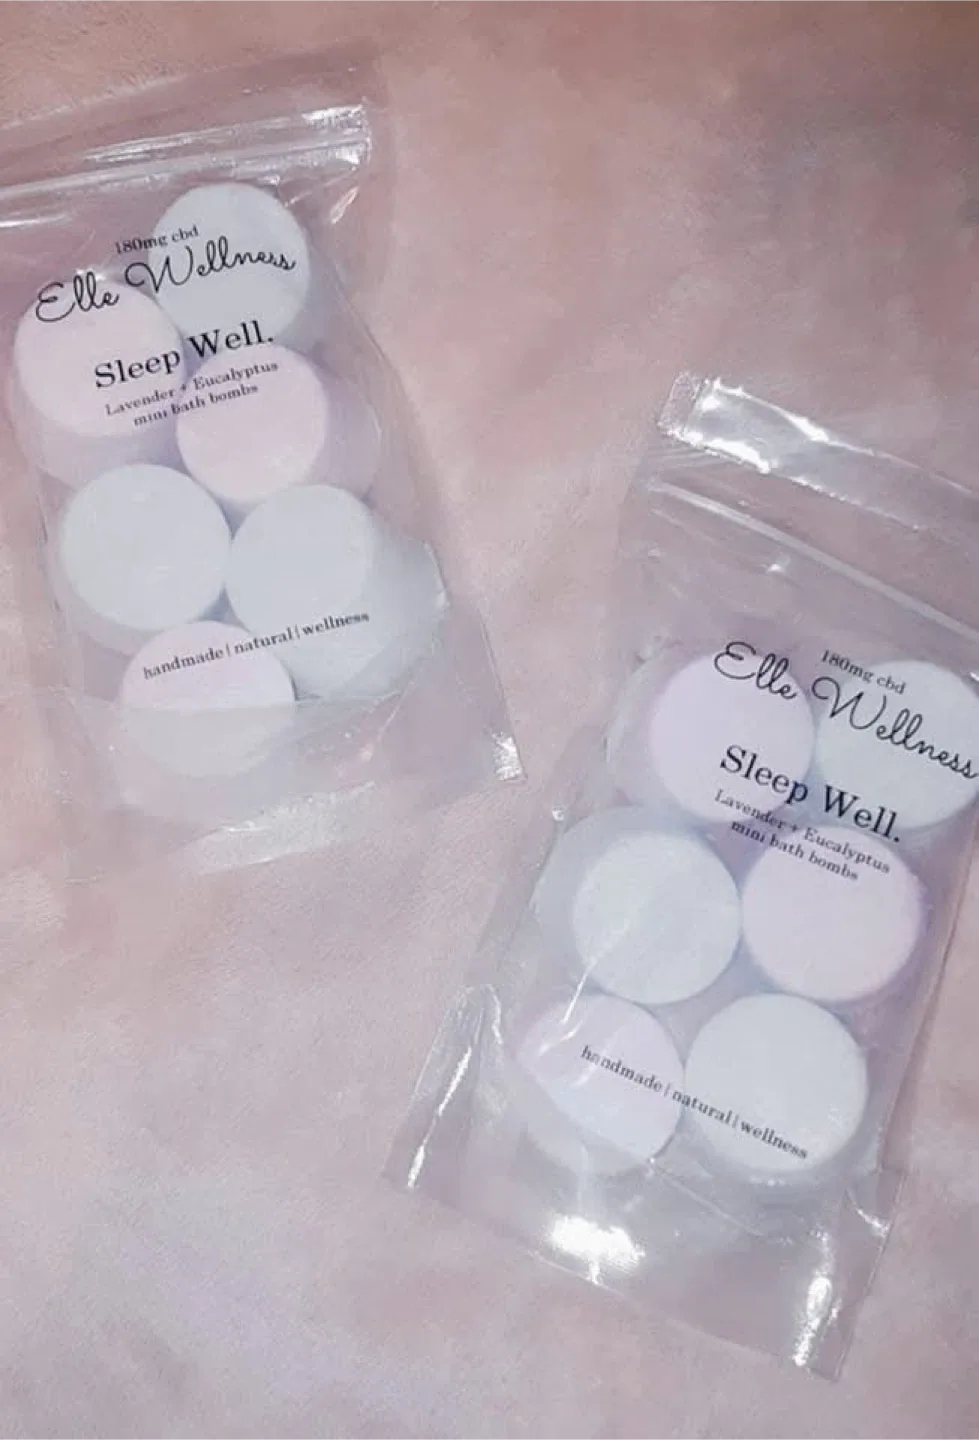 180mg cbd
Elle Wellness
Sleep Well.
Lavender + Eucalyptus
mini bath bombs
handmade | natural | wellness
180mg cbd
Elle Wellness
Sleep Well.
Lavender + Eucalyptus
mini bath bombs
handmade | natural | wellness